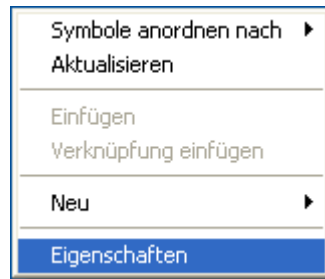 Symbole anordnen nach
Aktualisieren
Einfügen
Verknüpfung einfügen
Neu
Eigenschaften